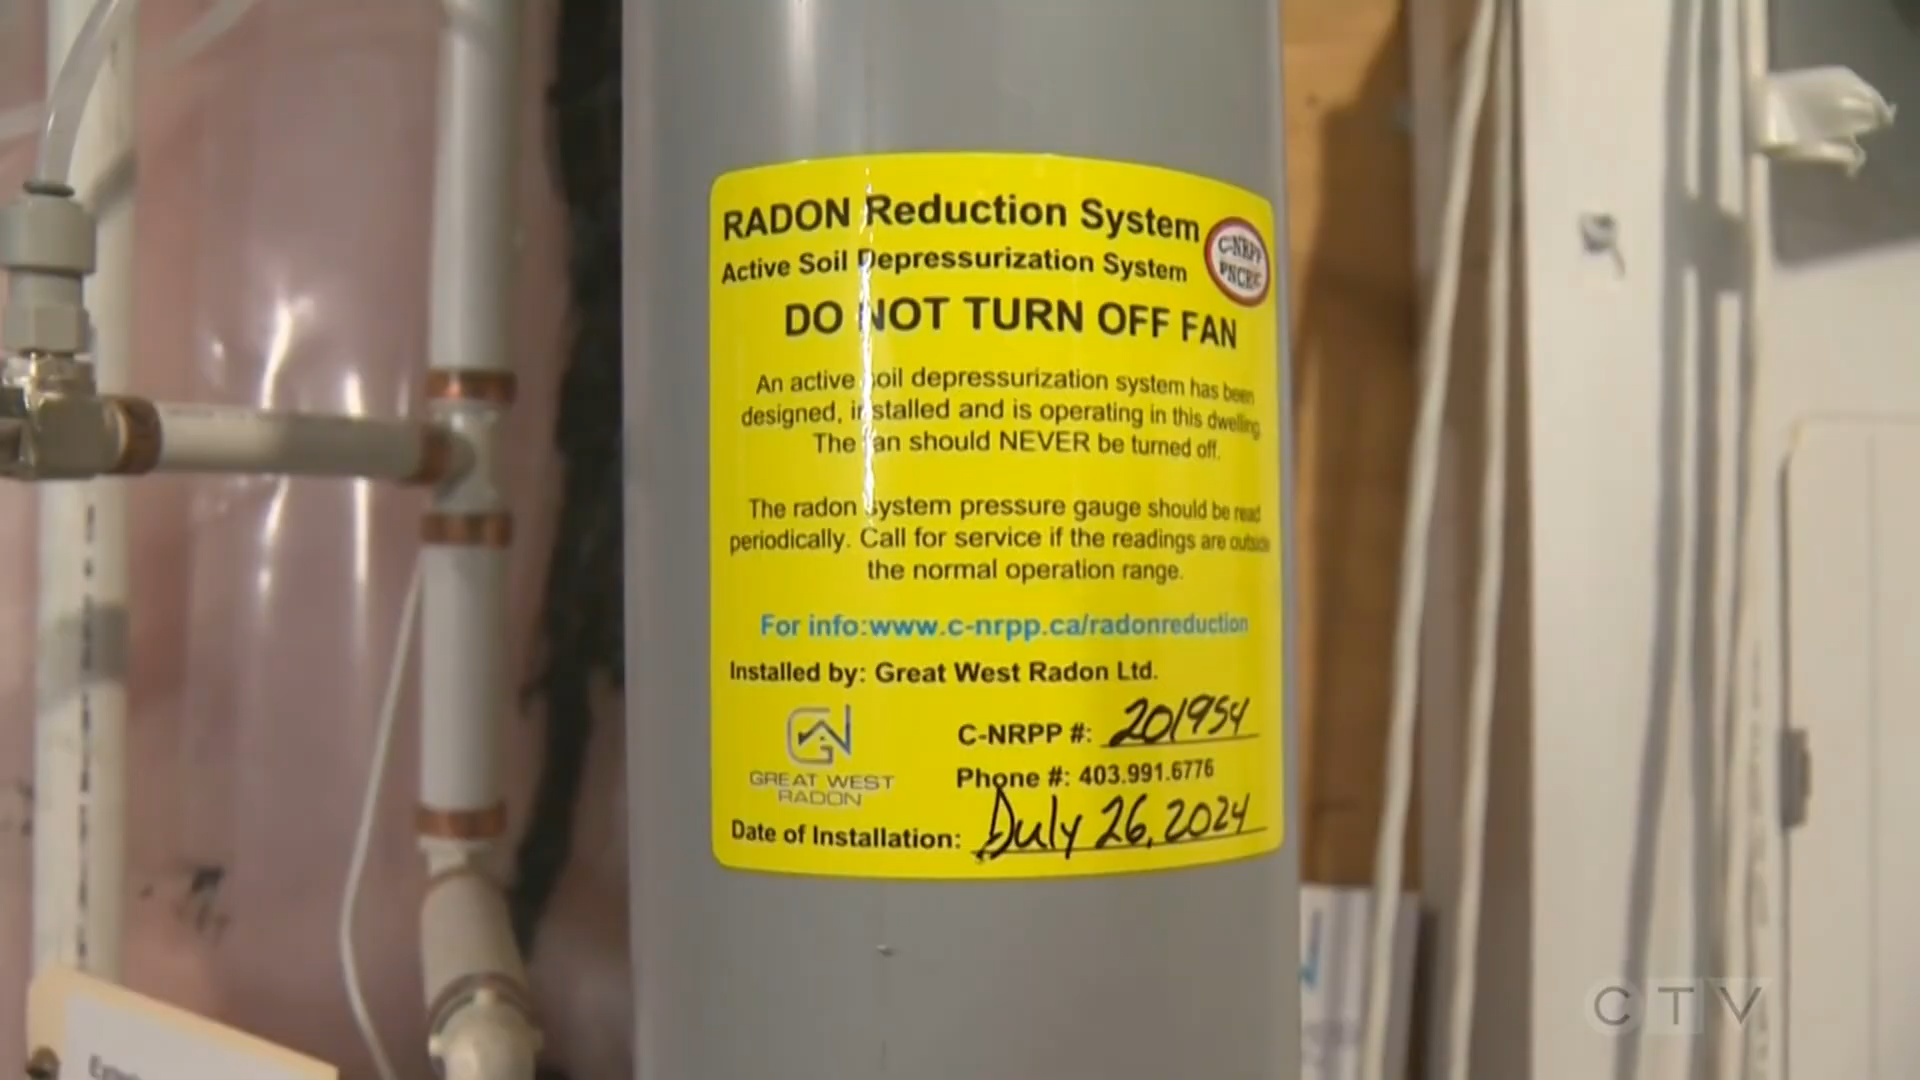 RADON Reduction System
C-NRPP
PNCRC
Active Soil Depressurization System
DO NOT TURN OFF FAN
An active soil depressurization system has been
designed, installed and is operating in this dwelling
The fan should NEVER be turned off.
The radon system pressure gauge should be read
periodically. Call for service if the readings are outside
the normal operation range.
For info:www.c-nrpp.ca/radonreduction
Installed by: Great West Radon Ltd.
GREAT WEST
RADON
C-NRPP #: 201954
Phone #: 403.991.6776
Date of Installation: July 26, 2024
CTV